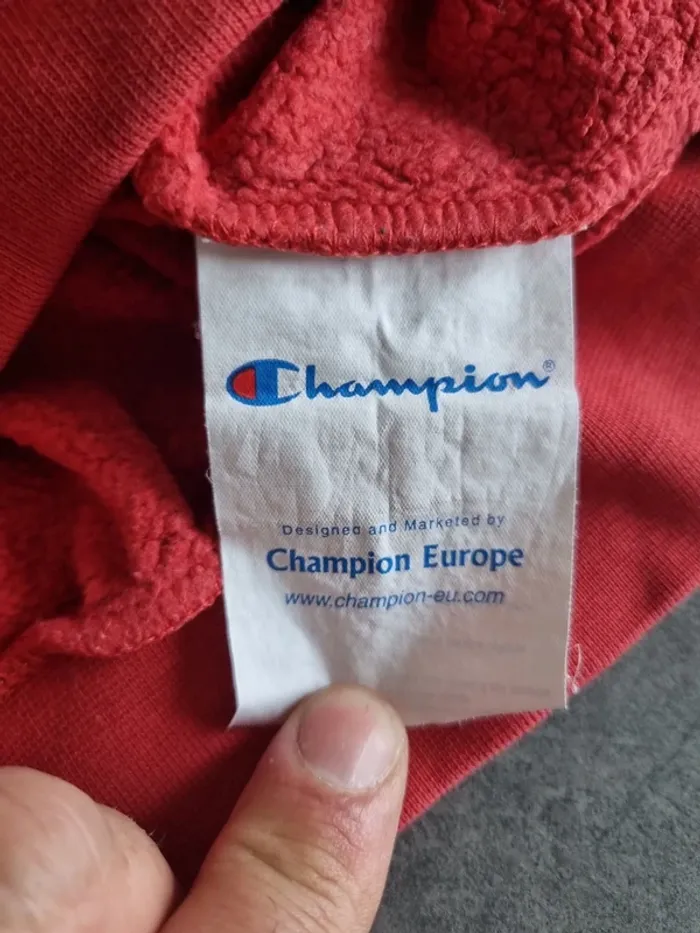 Champion®
Designed and Marketed by
Champion Europe
www.champion-eu.com